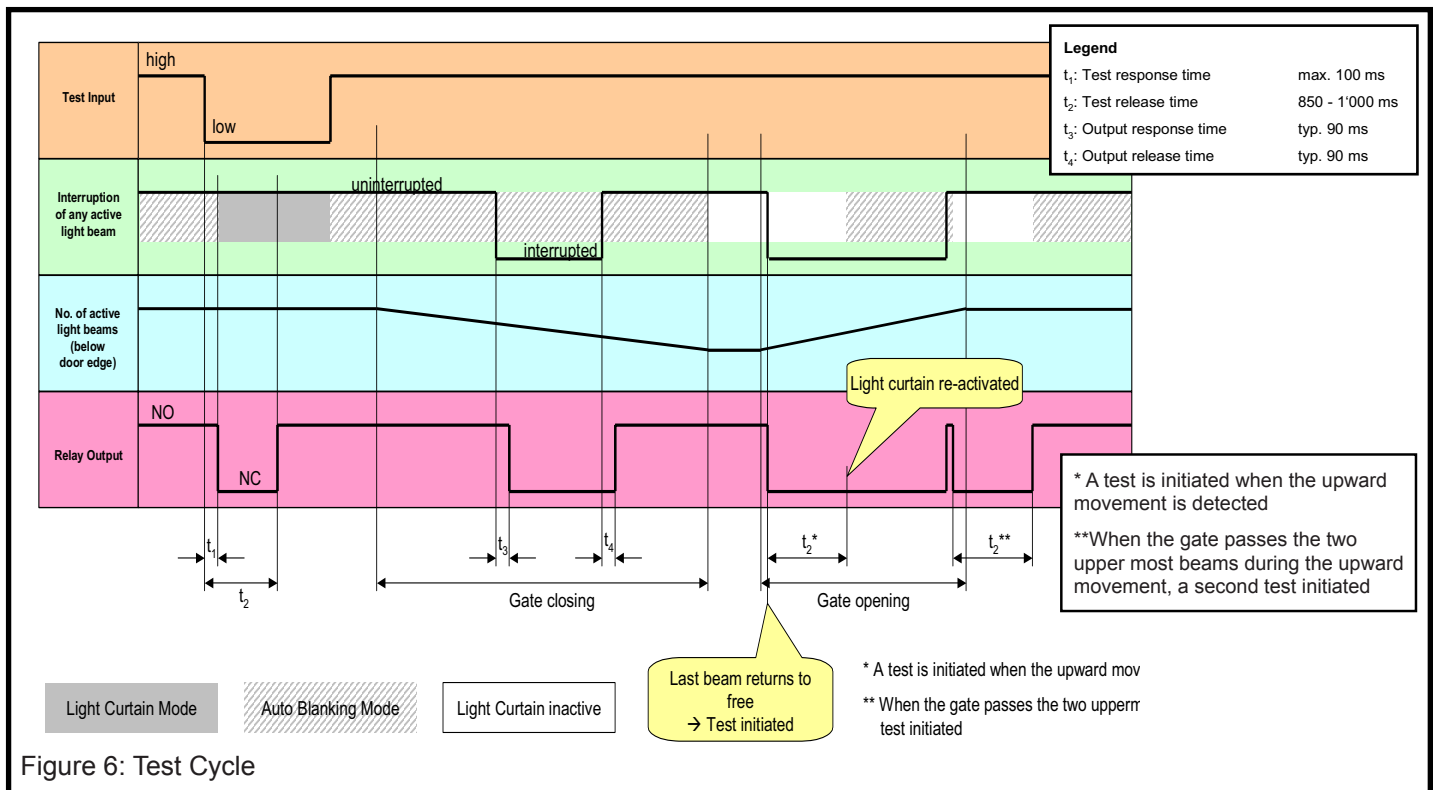 Legend
t1: Test response time max. 100 ms
t2: Test release time 850 - 1'000 ms
t3: Output response time typ. 90 ms
t4: Output release time typ. 90 ms
Test Input
high
low
Interruption
of any active
light beam
uninterrupted
interrupted
No. of active
light beams
(below
door edge)
Light curtain re-activated
Relay Output
NO
NC
* A test is initiated when the upward
movement is detected
**When the gate passes the two
upper most beams during the upward
movement, a second test initiated
t1
t3
t4
t2*
t2**
t2
Gate closing
Gate opening
Light Curtain Mode
Auto Blanking Mode
Light Curtain inactive
Last beam returns to
free
→ Test initiated
* A test is initiated when the upward mov
** When the gate passes the two upperm
test initiated
Figure 6: Test Cycle